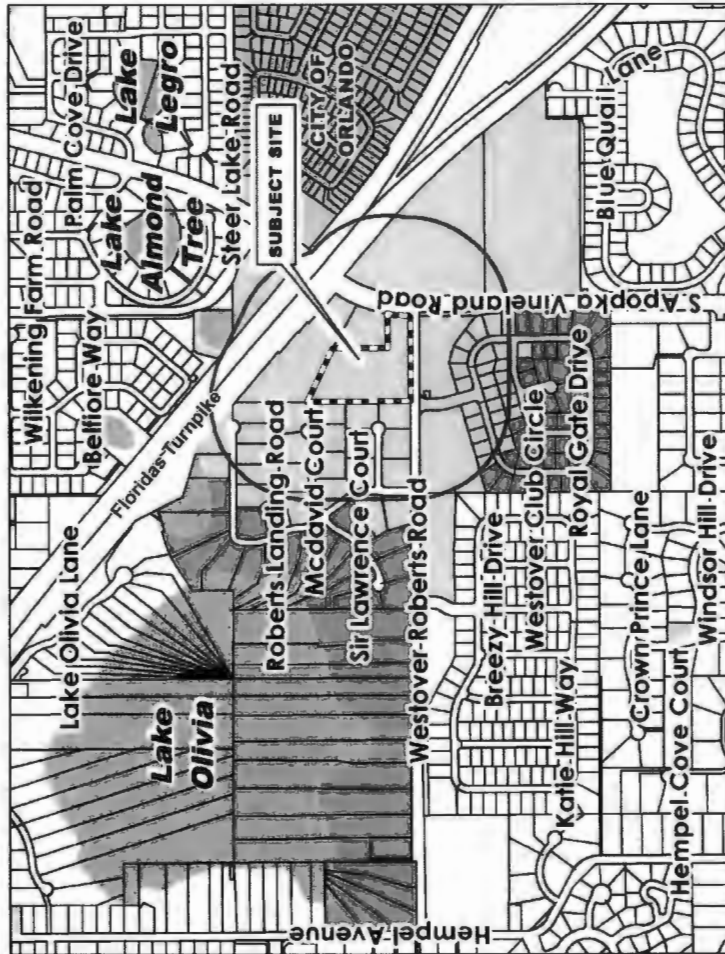 Wilkening Farm Road
Palm Cove Drive
Lake
Legro
Belfiore Way
Lake
Almond
Tree
Steer Lake Road
CITY OF
ORLANDO
SUBJECT SITE
Floridas Turnpike
Lake Olivia Lane
Lake
Olivia
Roberts Landing Road
Mcdavid Court
Sir Lawrence Court
Westover Roberts Road
S Apopka Vineland Road
Blue Quail Lane
Breezy Hill Drive
Westover Club Circle
Royal Gate Drive
Katie Hill Way
Crown Prince Lane
Windsor Hill Drive
Hempel Cove Court
Hempel Avenue